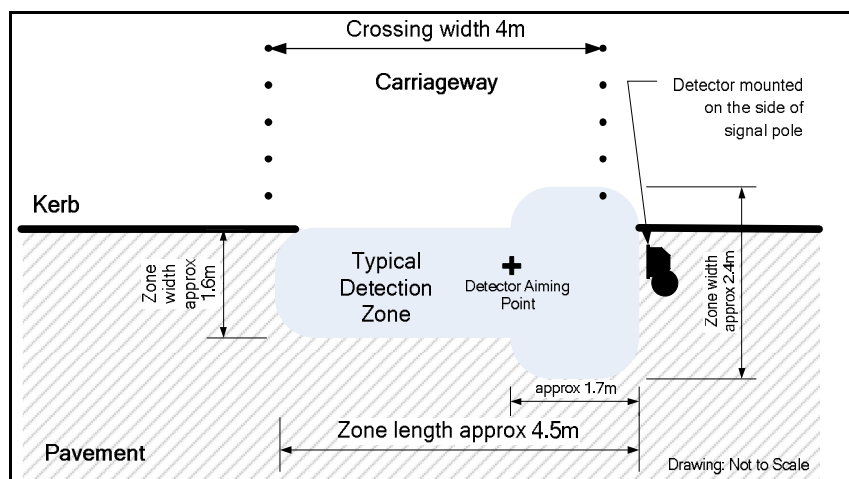 Crossing width 4m
Carriageway
Detector mounted
on the side of
signal pole
Kerb
Zone
width
approx
1.6m
Typical
Detection
Zone
Detector Aiming
Point
Zone width
approx 2.4m
approx 1.7m
Zone length approx 4.5m
Pavement
Drawing: Not to Scale